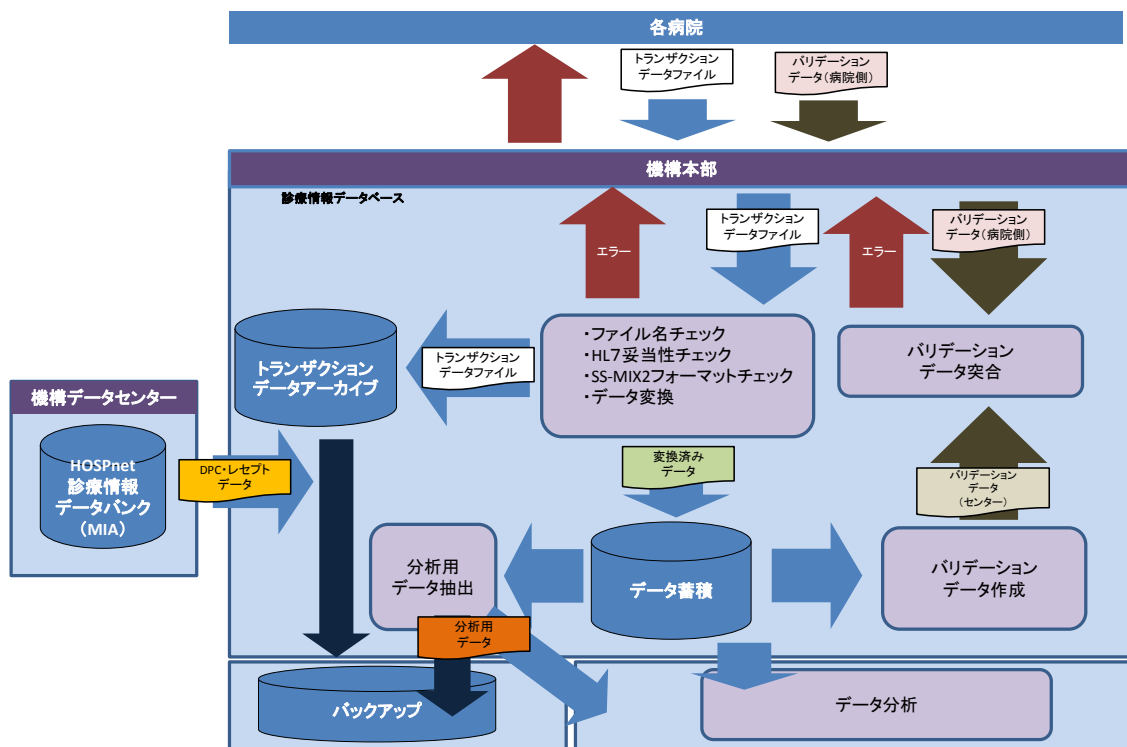 各病院
トランザクション
データファイル
バリデーション
データ(病院側)
機構本部
診療情報データベース
エラー
トランザクション
データファイル
エラー
バリデーション
データ(病院側)
・ファイル名チェック
・HL7妥当性チェック
・SS-MIX2フォーマットチェック
・データ変換
バリデーション
データ突合
トランザクション
データファイル
トランザクション
データアーカイブ
機構データセンター
HOSPnet
診療情報
データバンク
(MIA)
DPC・レセプト
データ
変換済み
データ
バリデーション
データ
(センター)
分析用
データ抽出
データ蓄積
バリデーション
データ作成
分析用
データ
バックアップ
データ分析